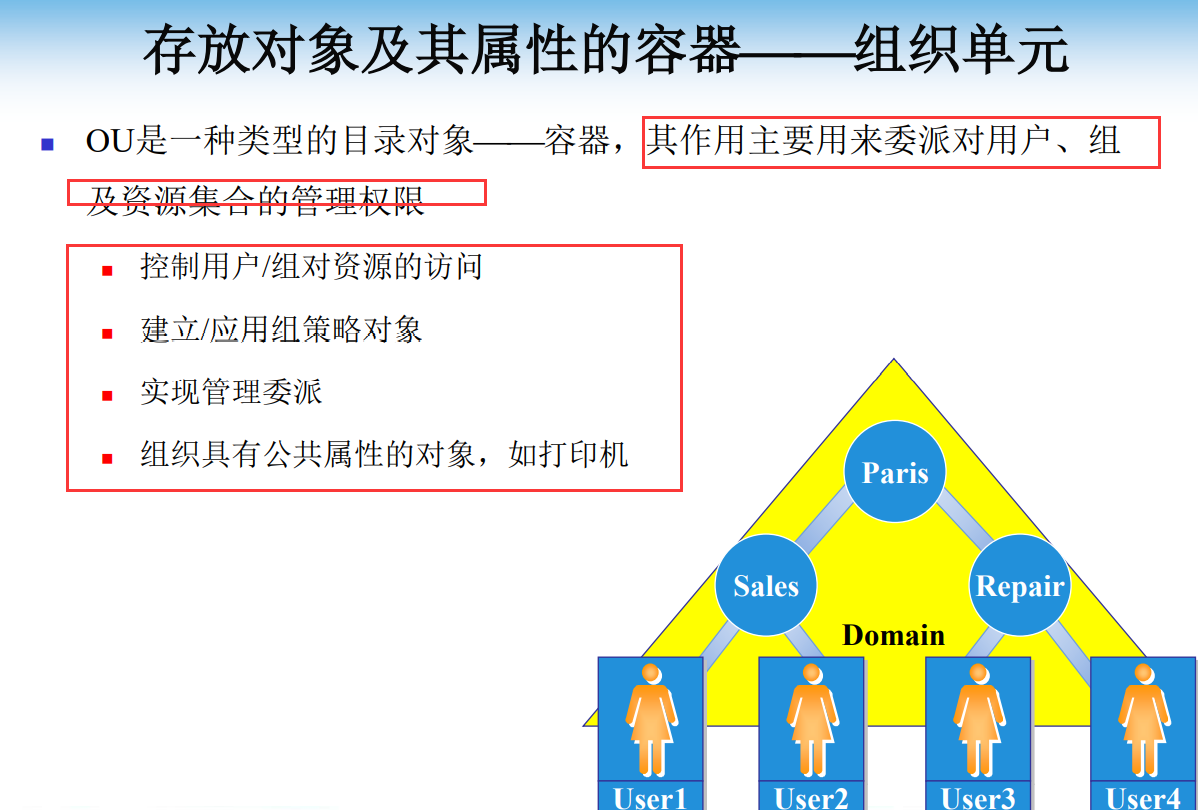 存放对象及其属性的容器——组织单元
OU是一种类型的目录对象——容器，其作用主要用来委派对用户、组
及资源集合的管理权限
控制用户/组对资源的访问
建立/应用组策略对象
实现管理委派
组织具有公共属性的对象，如打印机
Paris
Sales
Repair
Domain
User1
User2
User3
User4